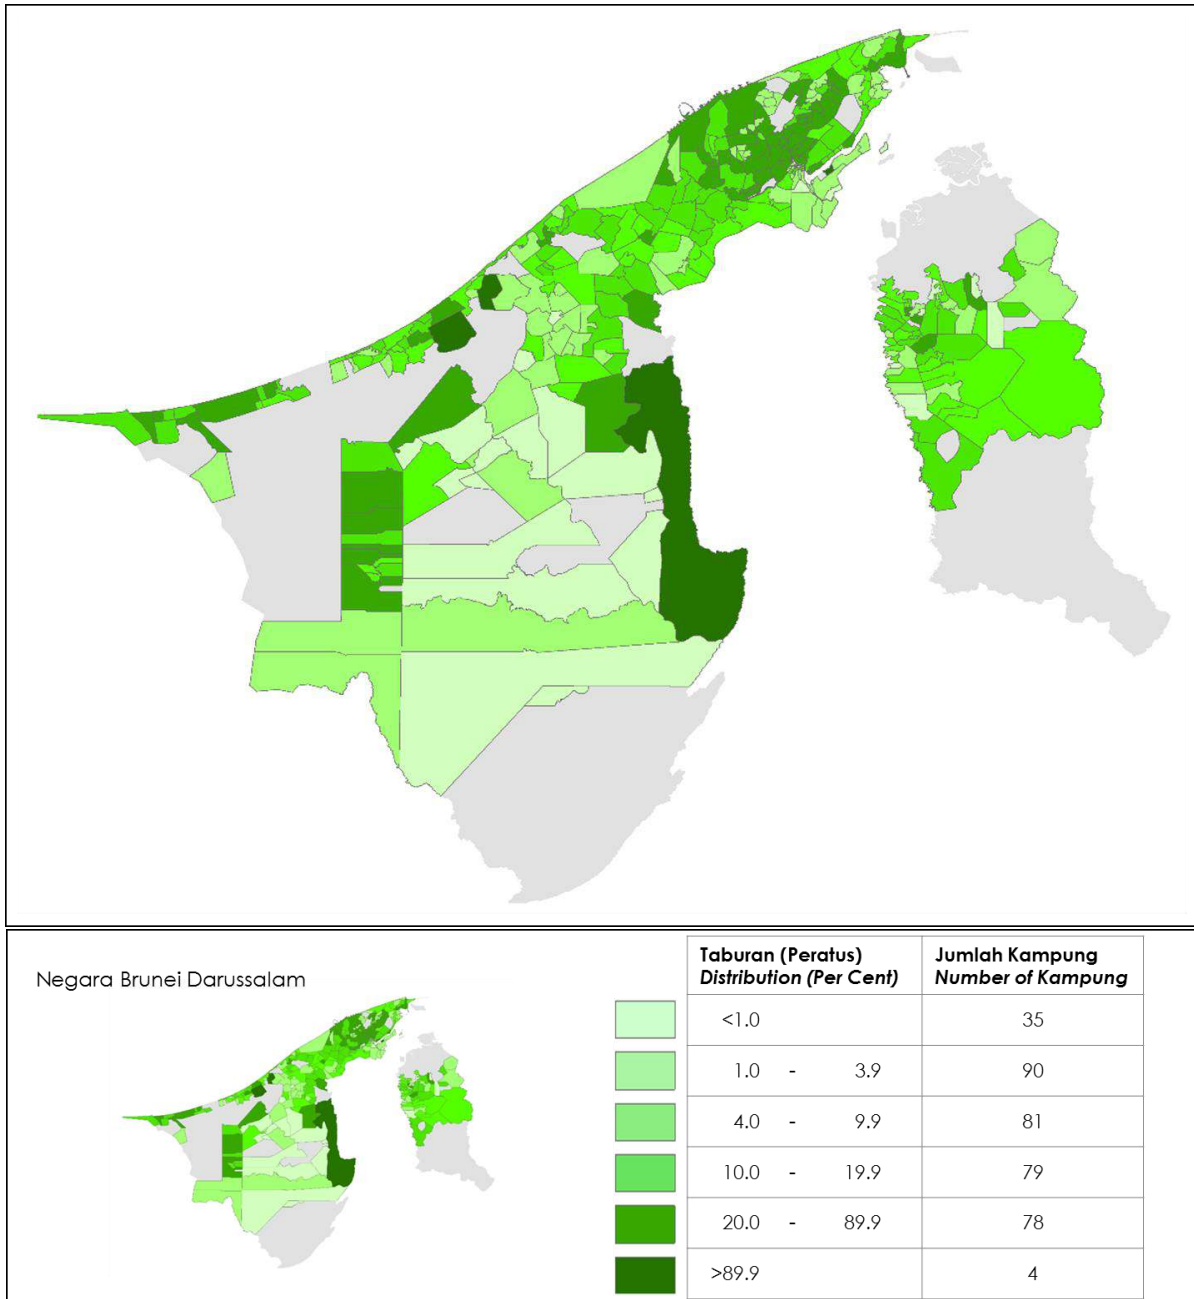 Negara Brunei Darussalam
Taburan (Peratus) Jumlah Kampung
Distribution (Per Cent) Number of Kampung
<1.0 35
1.0 - 3.9 90
4.0 - 9.9 81
10.0 - 19.9 79
20.0 - 89.9 78
>89.9 4